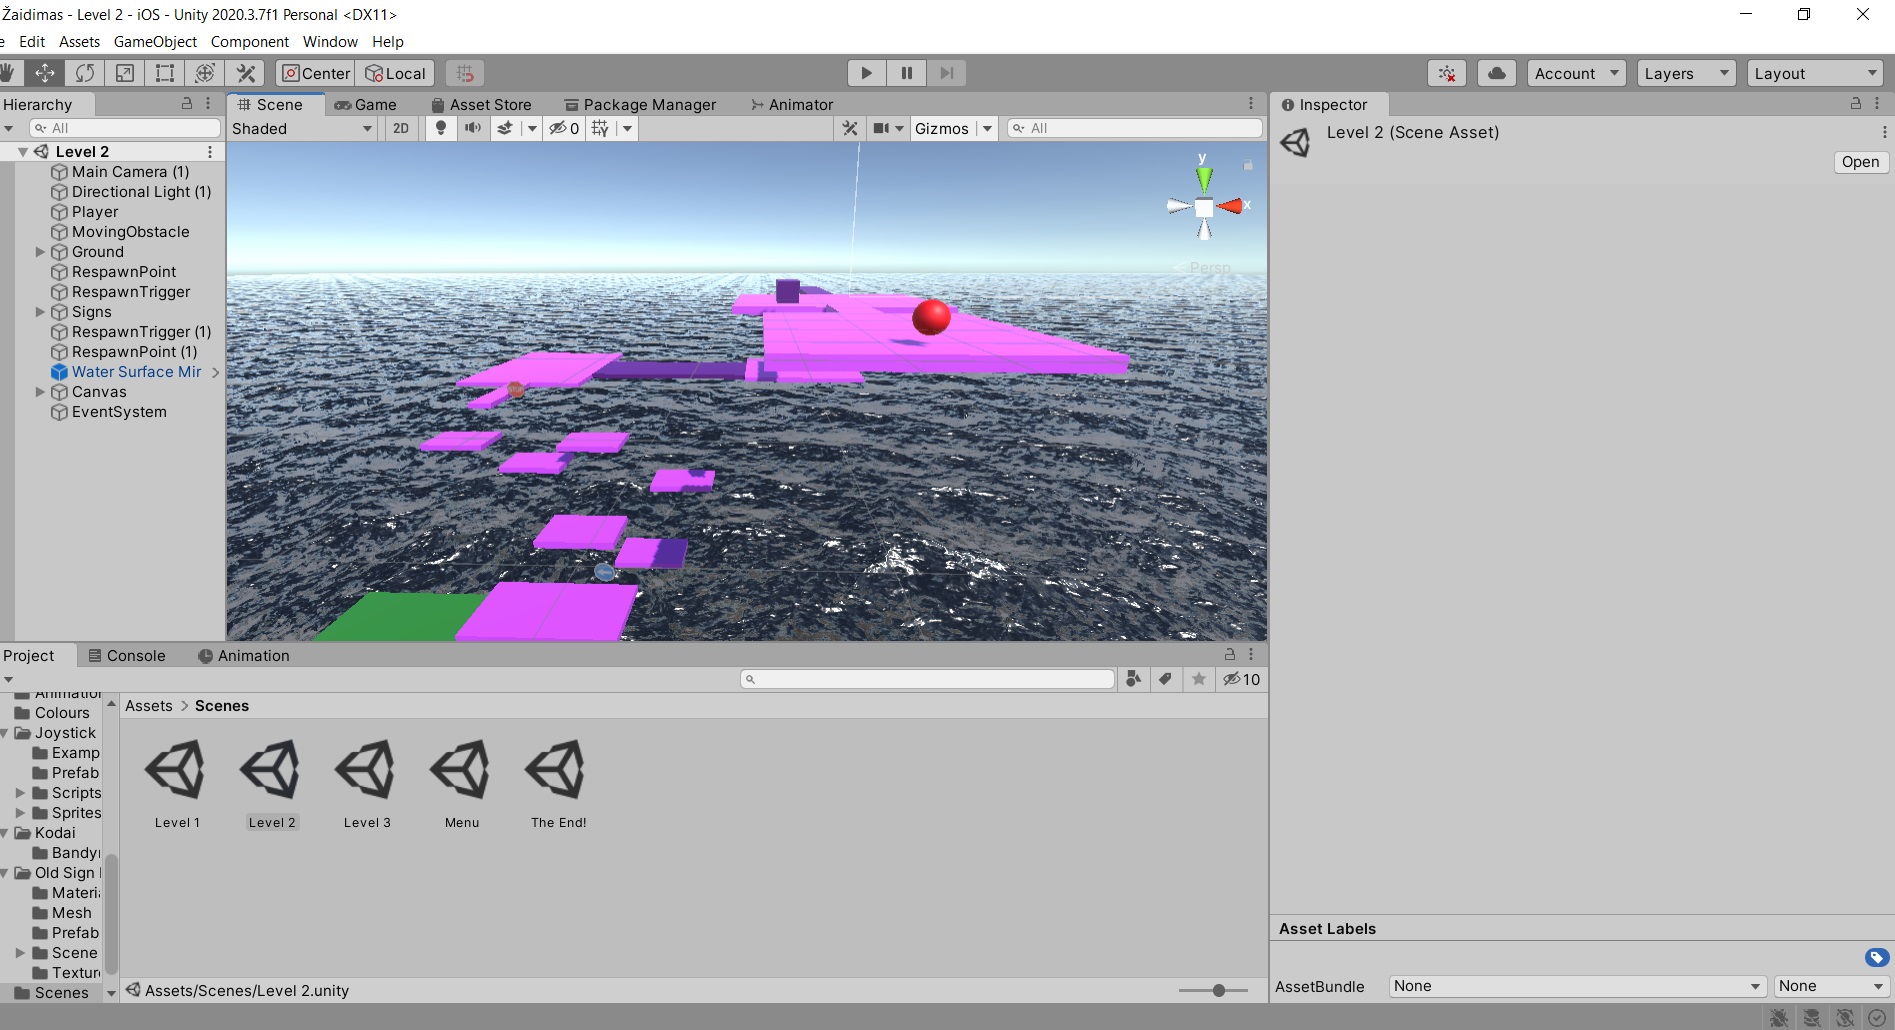 Žaidimas - Level 2 - iOS - Unity 2020.3.7f1 Personal <DX11>
Edit Assets GameObject Component Window Help
Center Local Account Layers Layout
Hierarchy
All
Level 2
Main Camera (1)
Directional Light (1)
Player
MovingObstacle
Ground
RespawnPoint
RespawnTrigger
Signs
RespawnTrigger (1)
RespawnPoint (1)
Water Surface Mir
Canvas
EventSystem
Scene Game Asset Store Package Manager Animator
Shaded 2D 0 Gizmos All
y
x
Persp
Inspector
Level 2 (Scene Asset)
Open
Project Console Animation
10
Animation
Colours
Joystick
Examp
Prefab
Scripts
Sprites
Kodai
Bandy
Old Sign
Materi
Mesh
Prefab
Scene
Textur
Scenes
Assets > Scenes
Level 1 Level 2 Level 3 Menu The End!
Assets/Scenes/Level 2.unity
Asset Labels
AssetBundle None None